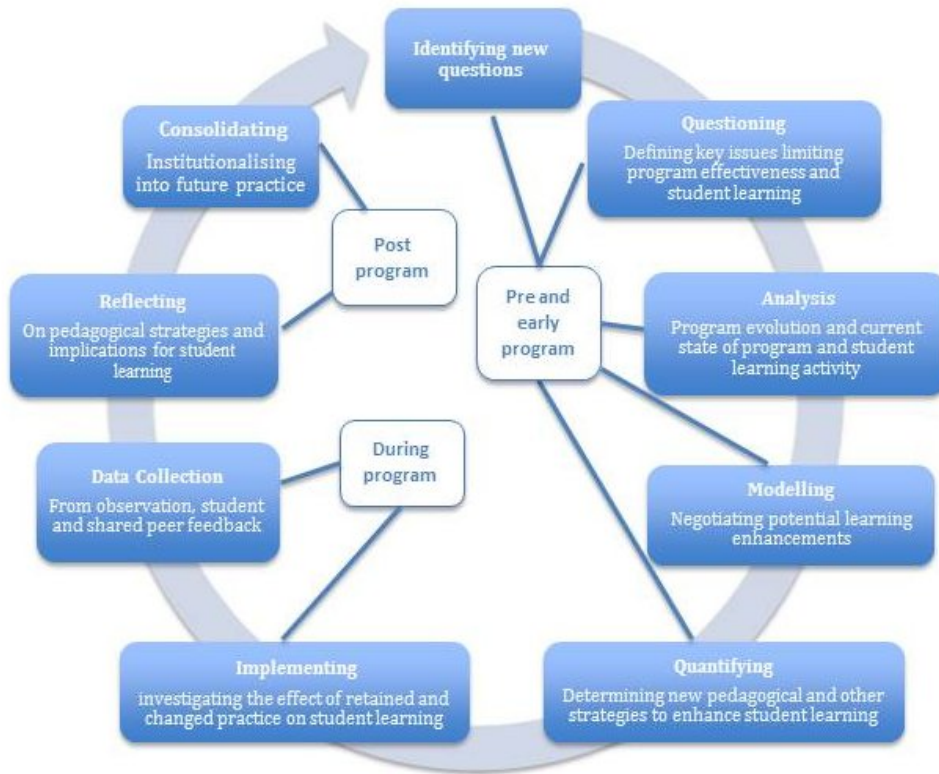 Identifying new
questions
Questioning
Defining key issues limiting
program effectiveness and
student learning
Analysis
Program evolution and current
state of program and student
learning activity
Modelling
Negotiating potential learning
enhancements
Quantifying
Determining new pedagogical and other
strategies to enhance student learning
Implementing
investigating the effect of retained and
changed practice on student learning
Data Collection
From observation, student
and shared peer feedback
Reflecting
On pedagogical strategies and
implications for student
learning
Consolidating
Institutionalising
into future practice
Post
program
Pre and
early
program
During
program